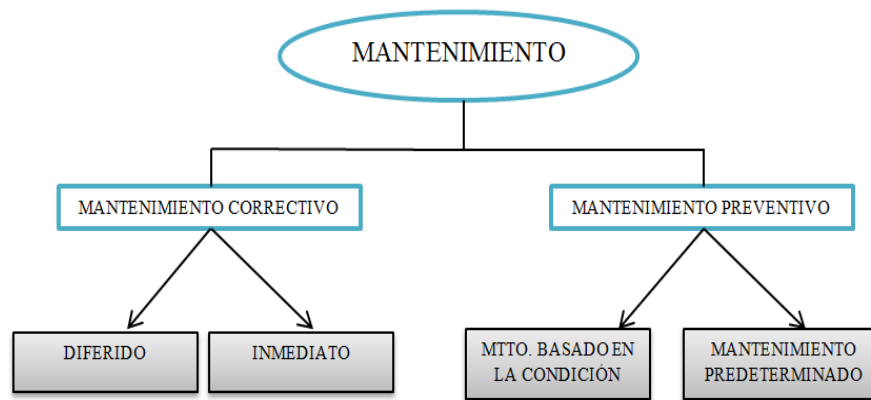 MANTENIMIENTO
MANTENIMIENTO CORRECTIVO
MANTENIMIENTO PREVENTIVO
DIFERIDO
INMEDIATO
MTTO. BASADO EN
LA CONDICIÓN
MANTENIMIENTO
PREDETERMINADO